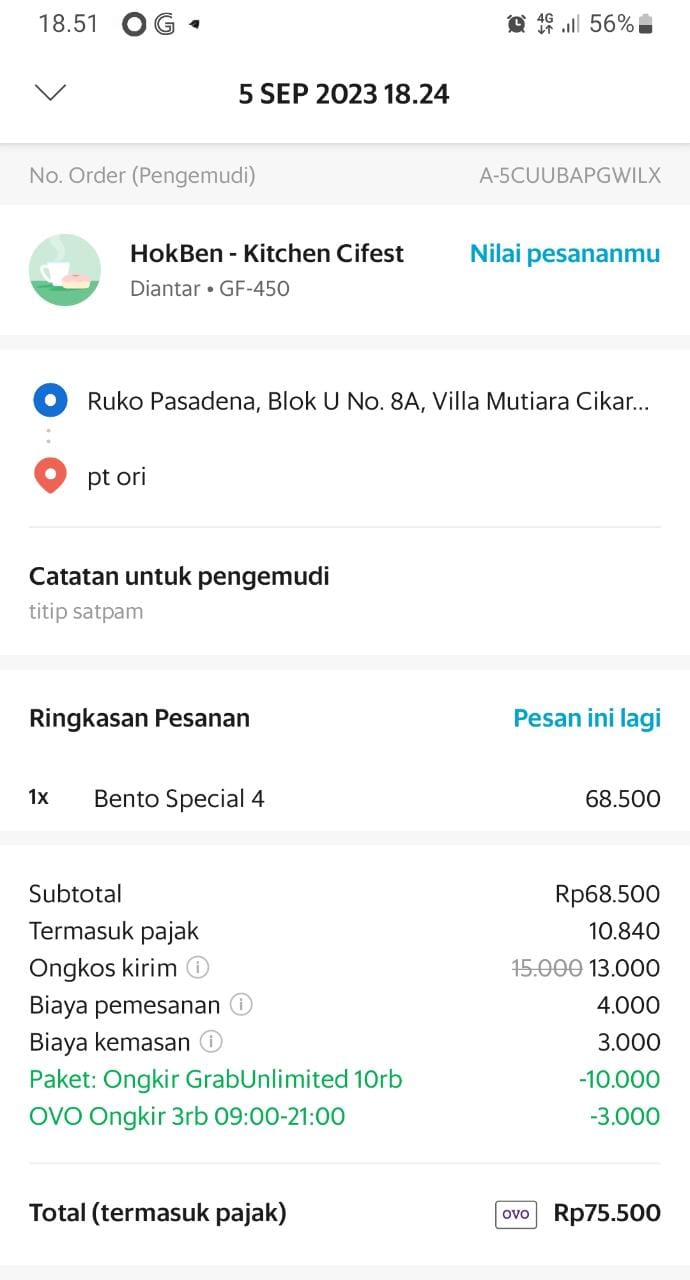 18.51 G 4G 56%
5 SEP 2023 18.24
No. Order (Pengemudi) A-5CUUBAPGWILX
HokBen - Kitchen Cifest Nilai pesananmu
Diantar • GF-450
Ruko Pasadena, Blok U No. 8A, Villa Mutiara Cikar...
pt ori
Catatan untuk pengemudi
titip satpam
Ringkasan Pesanan Pesan ini lagi
1x Bento Special 4 68.500
Subtotal Rp68.500
Termasuk pajak 10.840
Ongkos kirim 15.000 13.000
Biaya pemesanan 4.000
Biaya kemasan 3.000
Paket: Ongkir GrabUnlimited 10rb -10.000
OVO Ongkir 3rb 09:00-21:00 -3.000
Total (termasuk pajak) OVO Rp75.500